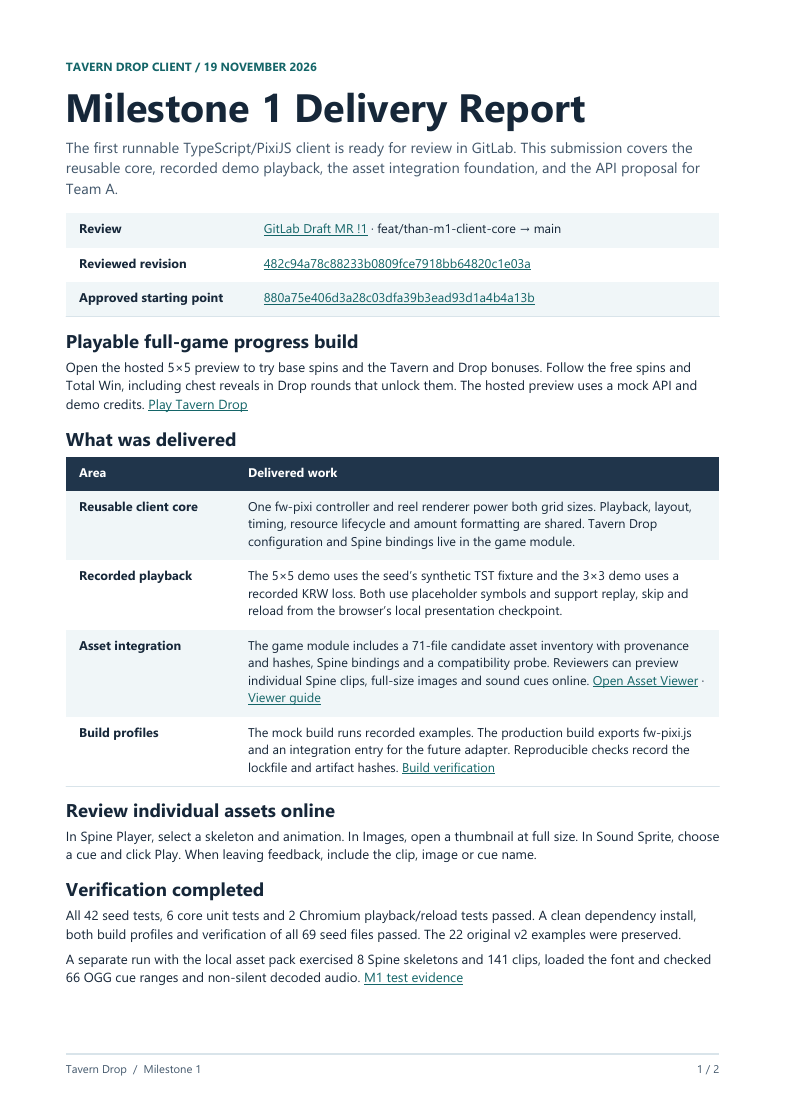 TAVERN DROP CLIENT / 19 NOVEMBER 2026
Milestone 1 Delivery Report
The first runnable TypeScript/PixiJS client is ready for review in GitLab. This submission covers the
reusable core, recorded demo playback, the asset integration foundation, and the API proposal for
Team A.
Review GitLab Draft MR !1 · feat/than-m1-client-core → main
Reviewed revision 482c94a78c88233b0809fce7918bb64820c1e03a
Approved starting point 880a75e406d3a28c03dfa39b3ead93d1a4b4a13b
Playable full-game progress build
Open the hosted 5×5 preview to try base spins and the Tavern and Drop bonuses. Follow the free spins and
Total Win, including chest reveals in Drop rounds that unlock them. The hosted preview uses a mock API and
demo credits. Play Tavern Drop
What was delivered
Area Delivered work
Reusable client core One fw-pixi controller and reel renderer power both grid sizes. Playback, layout,
timing, resource lifecycle and amount formatting are shared. Tavern Drop
configuration and Spine bindings live in the game module.
Recorded playback The 5×5 demo uses the seed’s synthetic TST fixture and the 3×3 demo uses a
recorded KRW loss. Both use placeholder symbols and support replay, skip and
reload from the browser’s local presentation checkpoint.
Asset integration The game module includes a 71-file candidate asset inventory with provenance
and hashes, Spine bindings and a compatibility probe. Reviewers can preview
individual Spine clips, full-size images and sound cues online. Open Asset Viewer ·
Viewer guide
Build profiles The mock build runs recorded examples. The production build exports fw-pixi.js
and an integration entry for the future adapter. Reproducible checks record the
lockfile and artifact hashes. Build verification
Review individual assets online
In Spine Player, select a skeleton and animation. In Images, open a thumbnail at full size. In Sound Sprite, choose
a cue and click Play. When leaving feedback, include the clip, image or cue name.
Verification completed
All 42 seed tests, 6 core unit tests and 2 Chromium playback/reload tests passed. A clean dependency install,
both build profiles and verification of all 69 seed files passed. The 22 original v2 examples were preserved.
A separate run with the local asset pack exercised 8 Spine skeletons and 141 clips, loaded the font and checked
66 OGG cue ranges and non-silent decoded audio. M1 test evidence
Tavern Drop / Milestone 1 1 / 2